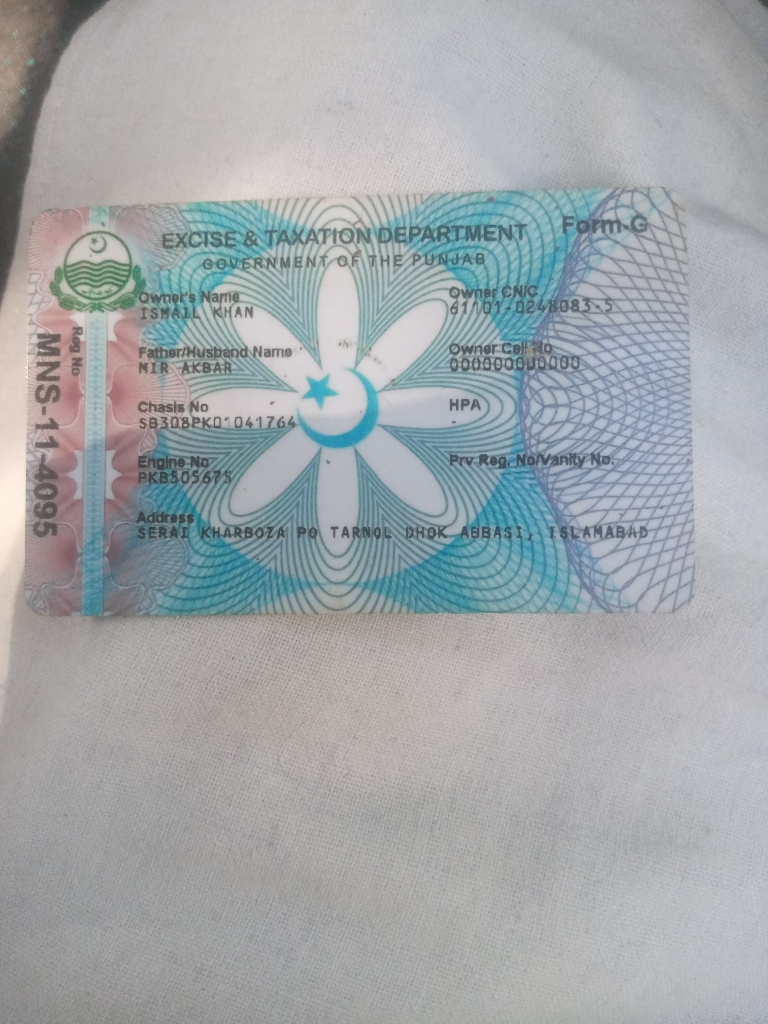 EXCISE & TAXATION DEPARTMENT
Form-G
GOVERNMENT OF THE PUNJAB
Reg No
MNS-11-4095
Owner's Name
ISMAIL KHAN
Owner CNIC
61101-0248083-5
Father/Husband Name
MIR AKBAR
Owner Cell No
000000000000
Chasis No
SB308PK01041764
HPA
Engine No
PKB505675
Prv Reg. No/Vanity No.
Address
SERAI KHARBOZA PO TARNOL DHOK ABBASI, ISLAMABAD